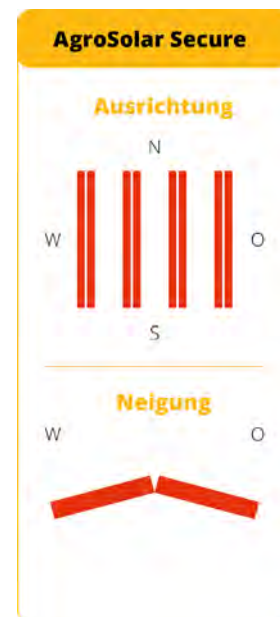 AgroSolar Secure
Ausrichtung
N
W O
S
Neigung
W O